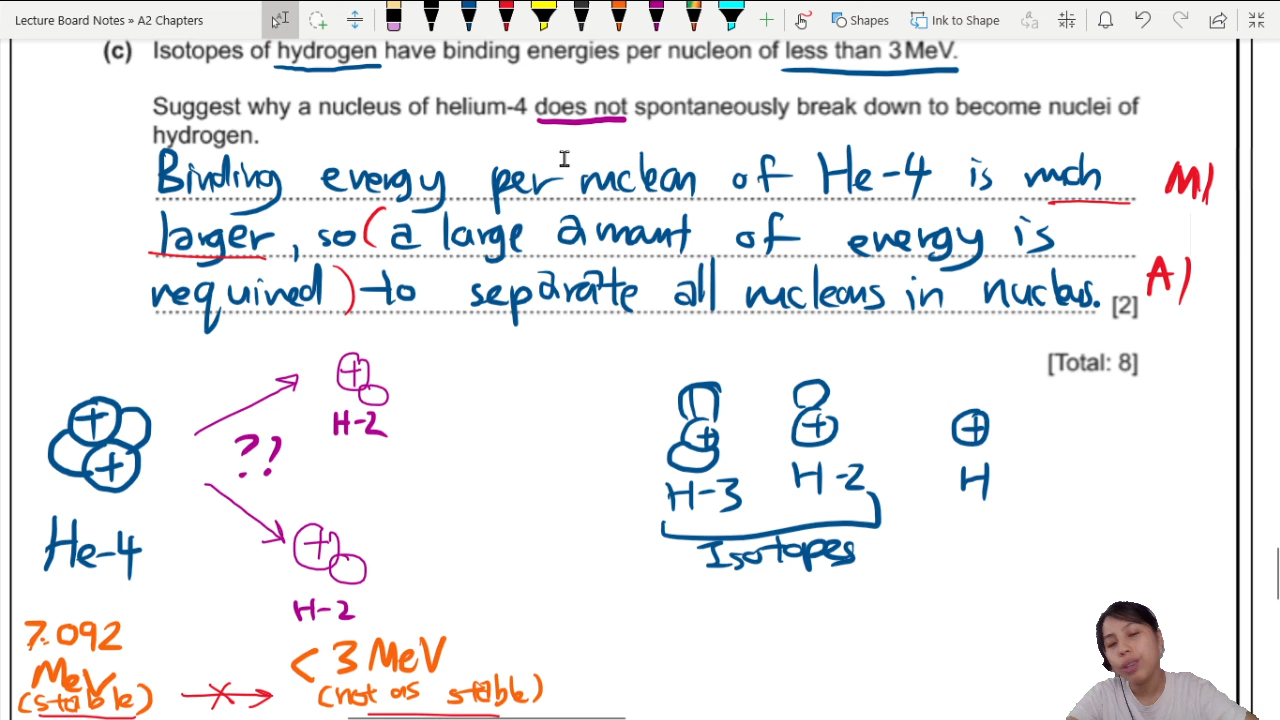 Lecture Board Notes » A2 Chapters
Shapes
Ink to Shape
(c) Isotopes of hydrogen have binding energies per nucleon of less than 3 MeV.
Suggest why a nucleus of helium-4 does not spontaneously break down to become nuclei of
hydrogen.
Binding energy per nucleon of He-4 is much
M1
larger, so (a large amount of energy is
required) to separate all nucleons in nucleus.
A1
[2]
[Total: 8]
H-2
??
He-4
H-2
H-3
H-2
H
Isotopes
7.092
MeV
(stable)
< 3 MeV
(not as stable)